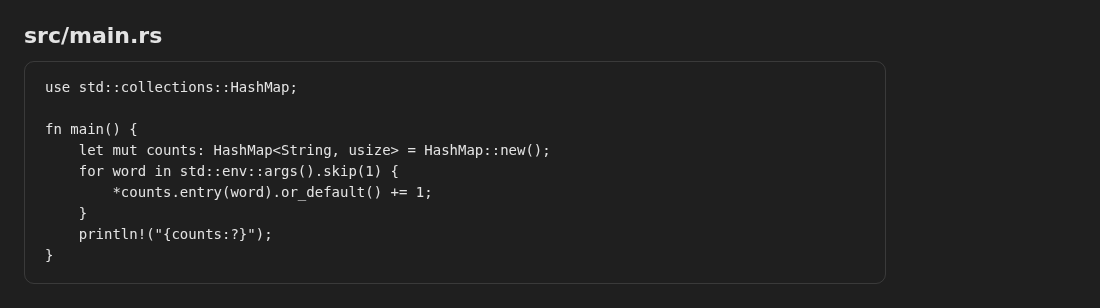 src/main.rs
use std::collections::HashMap;

fn main() {
    let mut counts: HashMap<String, usize> = HashMap::new();
    for word in std::env::args().skip(1) {
        *counts.entry(word).or_default() += 1;
    }
    println!("{counts:?}");
}